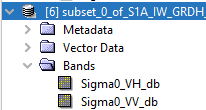 [6] subset_0_of_S1A_IW_GRDH_
Metadata
Vector Data
Bands
Sigma0_VH_db
Sigma0_VV_db